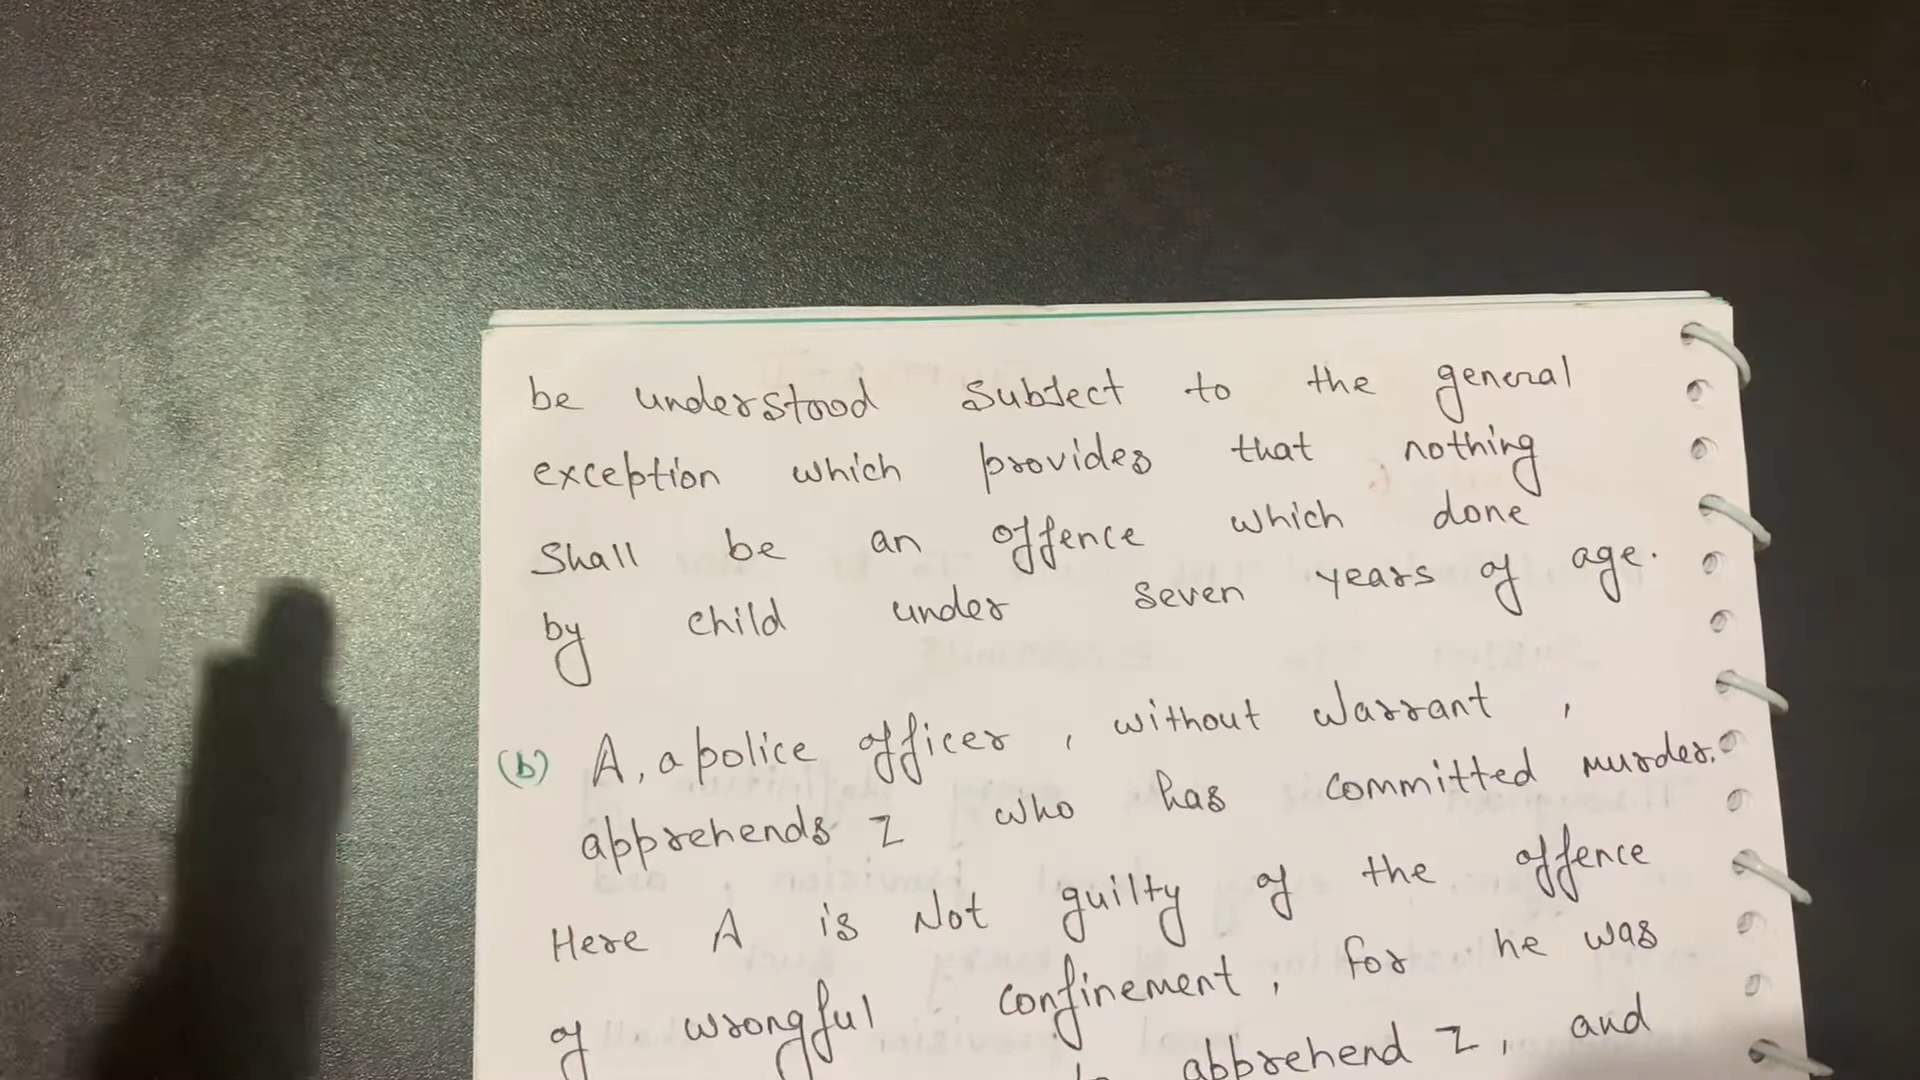 be understood Subject to the general
exception which provides that nothing
Shall be an offence which done
by child under seven years of age.
(b) A, a police officer, without warrant,
apprehends Z who has committed murder.
Here A is Not guilty of the offence
of wrongful confinement, for he was
apprehend Z, and